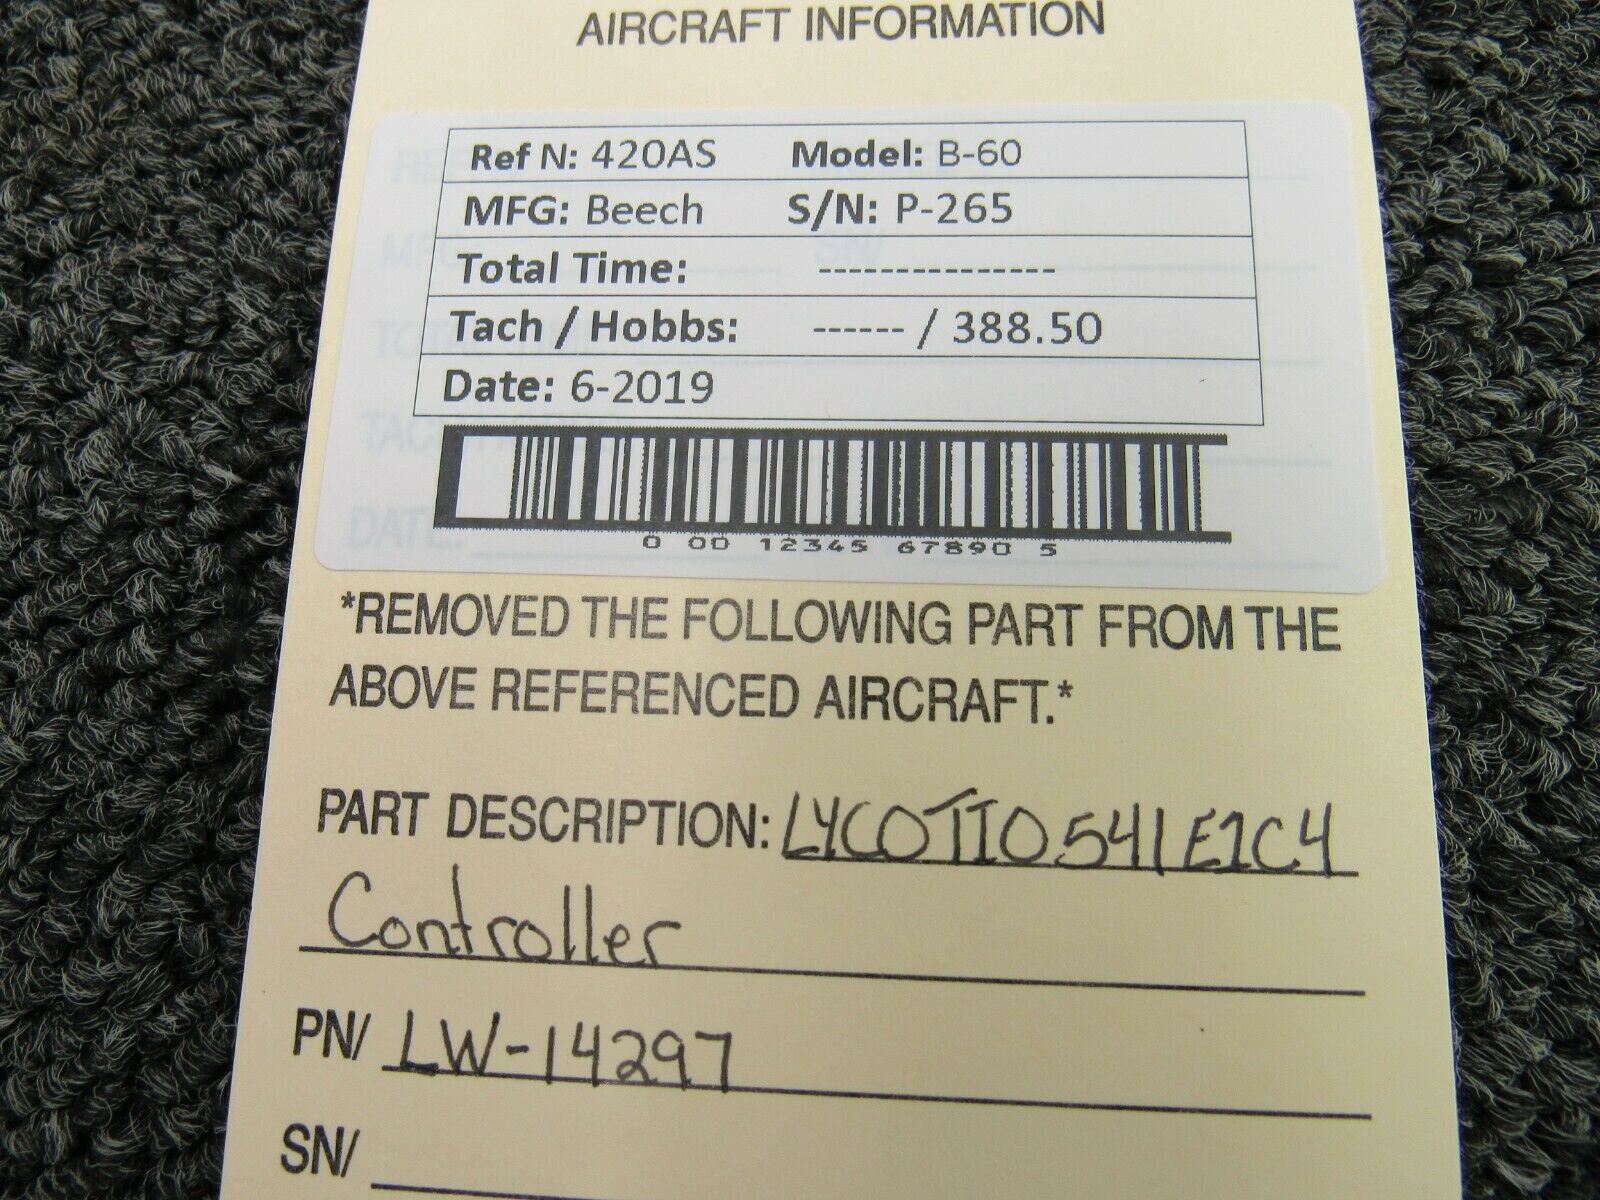 AIRCRAFT INFORMATION
Ref N: 420AS Model: B-60
MFG: Beech S/N: P-265
Total Time: ---------------
Tach / Hobbs: ------ / 388.50
Date: 6-2019
0 00 12345 67890 5
*REMOVED THE FOLLOWING PART FROM THE
ABOVE REFERENCED AIRCRAFT.*
PART DESCRIPTION: LYCO TIO541E1C4
Controller
PN/ LW-14297
SN/